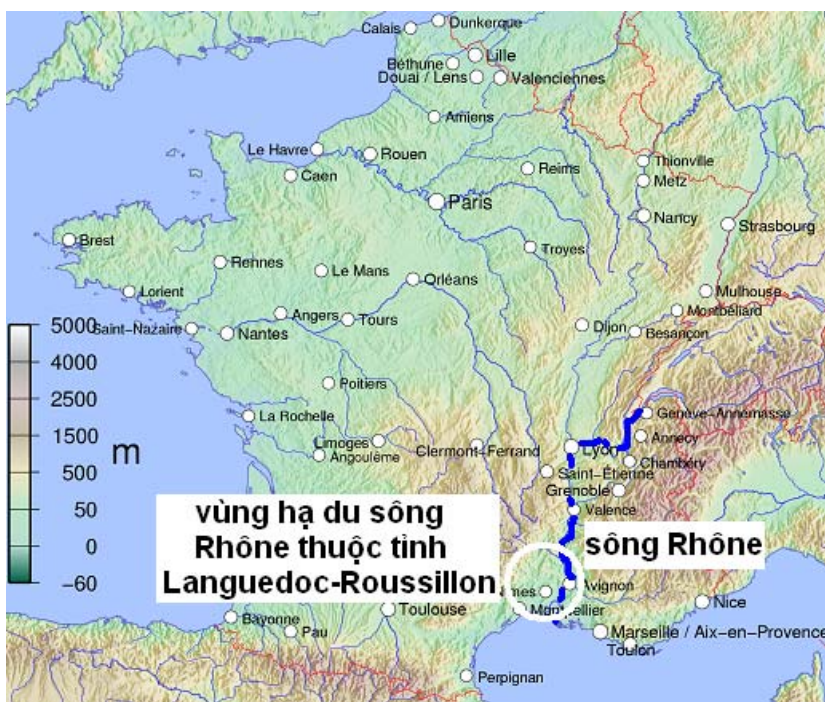 Dunkerque
Calais
Lille
Béthune
Douai / Lens
Valenciennes
Amiens
Le Havre
Rouen
Caen
Reims
Thionville
Metz
Paris
Nancy
Strasbourg
Brest
Rennes
Troyes
Le Mans
Orléans
Lorient
Mulhouse
Montbéliard
Saint-Nazaire
Angers
Tours
Dijon
Besançon
Nantes
Poitiers
La Rochelle
Genève-Annemasse
Limoges
Angoulême
Clermont-Ferrand
Lyon
Annecy
Chambéry
Saint-Étienne
Grenoble
Valence
5000
4000
2500
1500
500
50
0
-60
m
vùng hạ du sông
Rhône thuộc tỉnh
Languedoc-Roussillon
sông Rhône
Avignon
Montpellier
Nice
Bayonne
Toulouse
Pau
Marseille / Aix-en-Provence
Toulon
Perpignan